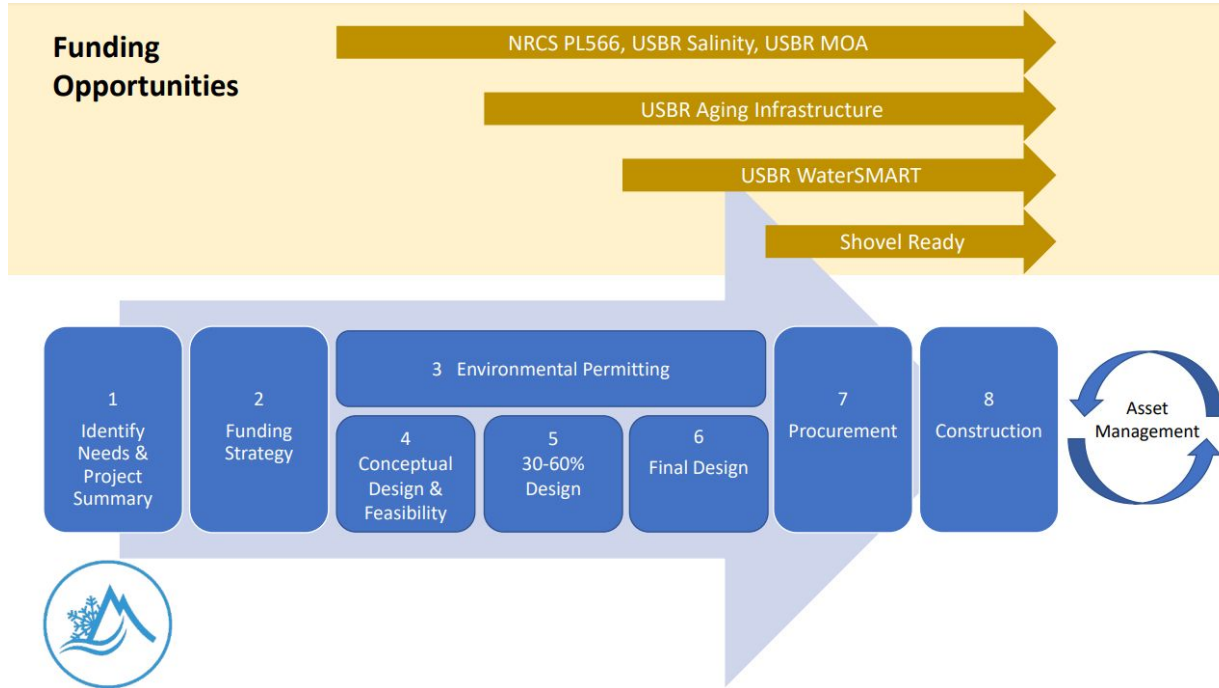 Funding
Opportunities
NRCS PL566, USBR Salinity, USBR MOA
USBR Aging Infrastructure
USBR WaterSMART
Shovel Ready
1
Identify
Needs &
Project
Summary
2
Funding
Strategy
3 Environmental Permitting
4
Conceptual
Design &
Feasibility
5
30-60%
Design
6
Final Design
7
Procurement
8
Construction
Asset
Management